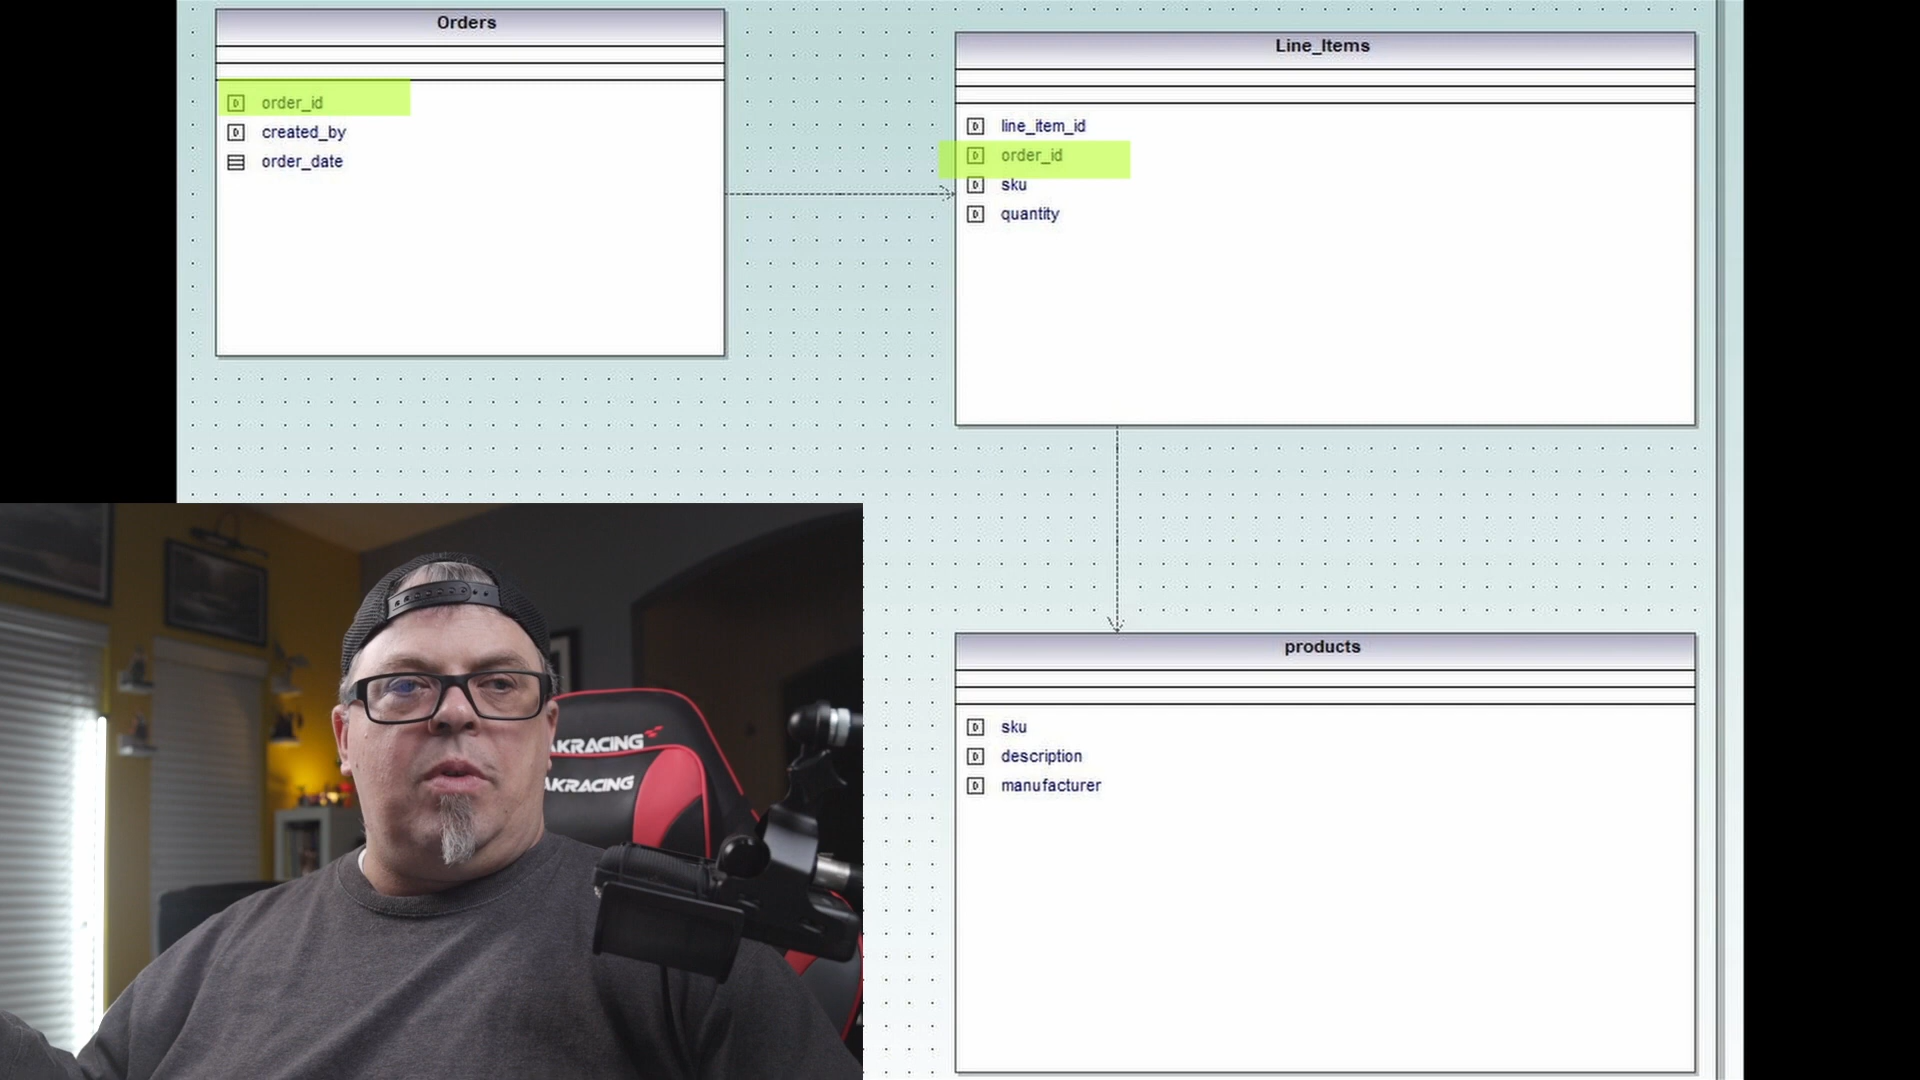 Orders
order_id
created_by
order_date
Line_Items
line_item_id
order_id
sku
quantity
products
sku
description
manufacturer
AKRACING
AKRACING